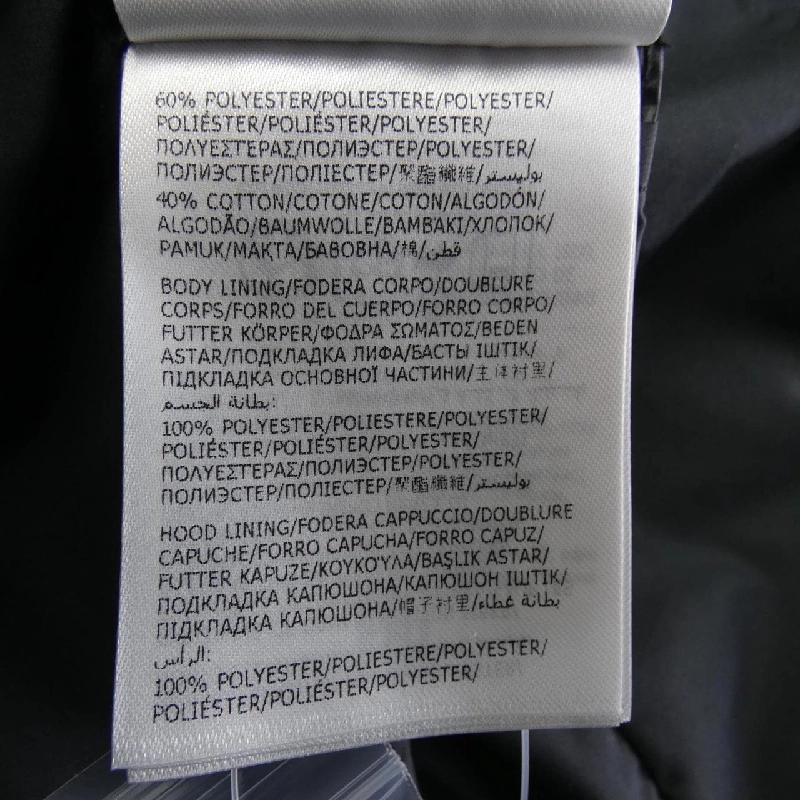 60% POLYESTER/POLIESTERE/POLYESTER/
POLIÉSTER/POLIÉSTER/POLYESTER/
ΠΟΛΥΕΣΤΕΡΑΣ/ПОЛИЭСТЕР/POLYESTER/
ПОЛИЭСТЕР/ПОЛІЕСТЕР/聚酯纖維/بوليستر
40% COTTON/COTONE/COTON/ALGODÓN/
ALGODÃO/BAUMWOLLE/ΒΑΜΒΑΚΙ/ХЛОПОК/
PAMUK/МАКТА/БАВОВНА/棉/قطن
BODY LINING/FODERA CORPO/DOUBLURE
CORPS/FORRO DEL CUERPO/FORRO CORPO/
FUTTER KÖRPER/ΦΟΔΡΑ ΣΩΜΑΤΟΣ/BEDEN
ASTAR/ПОДКЛАДКА ЛИФА/БАСТЫ ІШТІК/
ПІДКЛАДКА ОСНОВНОЇ ЧАСТИНИ/主体衬里/
بطانة الجسم:
100% POLYESTER/POLIESTERE/POLYESTER/
POLIÉSTER/POLIÉSTER/POLYESTER/
ΠΟΛΥΕΣΤΕΡΑΣ/ПОЛИЭСТЕР/POLYESTER/
ПОЛИЭСТЕР/ПОЛІЕСТЕР/聚酯纖維/بوليستر
HOOD LINING/FODERA CAPPUCCIO/DOUBLURE
CAPUCHE/FORRO CAPUCHA/FORRO CAPUZ/
FUTTER KAPUZE/ΚΟΥΚΟΎΛΑ/BAŞLIK ASTAR/
ПОДКЛАДКА КАПЮШОНА/КАПЮШОН ІШТІК/
ПІДКЛАДКА КАПЮШОНА/帽子衬里/بطانة غطاء
الرأس:
100% POLYESTER/POLIESTERE/POLYESTER/
POLIÉSTER/POLIÉSTER/POLYESTER/